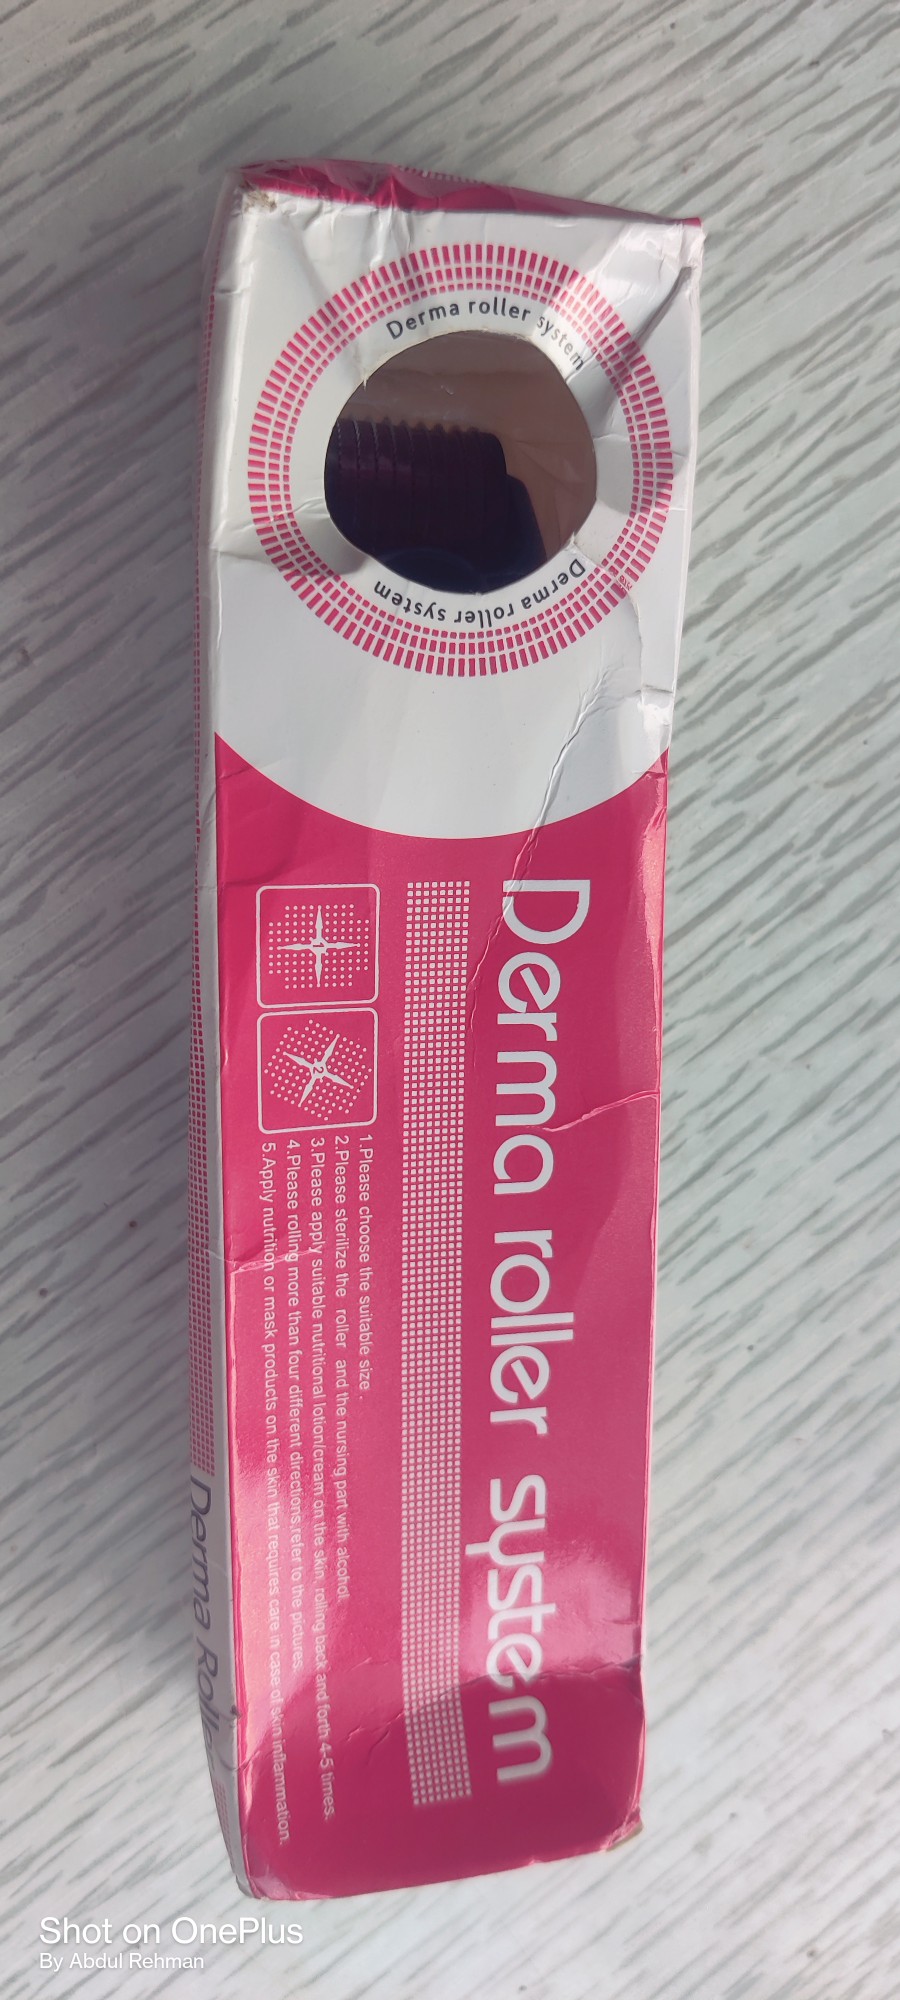 Derma roller system
Derma roller system
Derma roller system
1
2
1.Please choose the suitable size .
2.Please sterilize the roller and the nursing part with alcohol.
3.Please apply suitable nutritional lotion/cream on the skin, rolling back and forth 4-5 times.
4.Please rolling more than four different directions,refer to the pictures.
5.Apply nutrition or mask products on the skin that requires care in case of skin inflammation.
Derma Roller
Shot on OnePlus
By Abdul Rehman